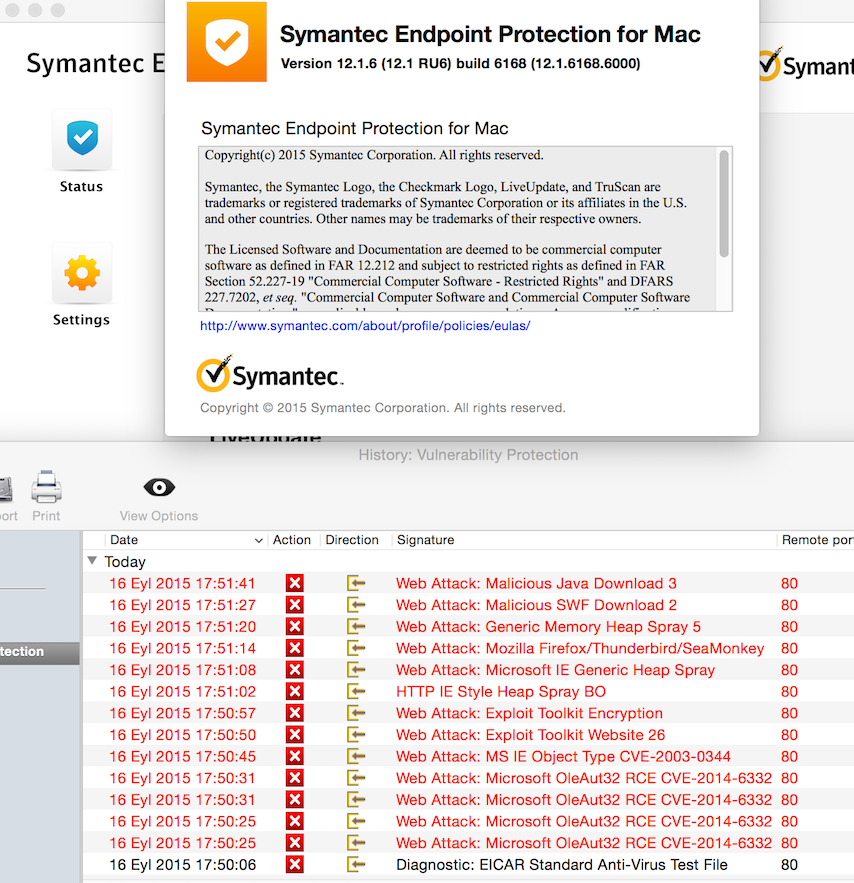 Symantec Endpoint Protection for Mac
Version 12.1.6 (12.1 RU6) build 6168 (12.1.6168.6000)
Symantec E
Symant
Status
Settings
Symantec Endpoint Protection for Mac
Copyright(c) 2015 Symantec Corporation. All rights reserved.
Symantec, the Symantec Logo, the Checkmark Logo, LiveUpdate, and TruScan are
trademarks or registered trademarks of Symantec Corporation or its affiliates in the U.S.
and other countries. Other names may be trademarks of their respective owners.
The Licensed Software and Documentation are deemed to be commercial computer
software as defined in FAR 12.212 and subject to restricted rights as defined in FAR
Section 52.227-19 "Commercial Computer Software - Restricted Rights" and DFARS
227.7202, et seq. "Commercial Computer Software and Commercial Computer Software
http://www.symantec.com/about/profile/policies/eulas/
Symantec™
Copyright © 2015 Symantec Corporation. All rights reserved.
LiveUpdate
History: Vulnerability Protection
ort
Print
View Options
Date Action Direction Signature Remote por
Today
tection
16 Eyl 2015 17:51:41 Web Attack: Malicious Java Download 3 80
16 Eyl 2015 17:51:27 Web Attack: Malicious SWF Download 2 80
16 Eyl 2015 17:51:20 Web Attack: Generic Memory Heap Spray 5 80
16 Eyl 2015 17:51:14 Web Attack: Mozilla Firefox/Thunderbird/SeaMonkey 80
16 Eyl 2015 17:51:08 Web Attack: Microsoft IE Generic Heap Spray 80
16 Eyl 2015 17:51:02 HTTP IE Style Heap Spray BO 80
16 Eyl 2015 17:50:57 Web Attack: Exploit Toolkit Encryption 80
16 Eyl 2015 17:50:50 Web Attack: Exploit Toolkit Website 26 80
16 Eyl 2015 17:50:45 Web Attack: MS IE Object Type CVE-2003-0344 80
16 Eyl 2015 17:50:31 Web Attack: Microsoft OleAut32 RCE CVE-2014-6332 80
16 Eyl 2015 17:50:31 Web Attack: Microsoft OleAut32 RCE CVE-2014-6332 80
16 Eyl 2015 17:50:25 Web Attack: Microsoft OleAut32 RCE CVE-2014-6332 80
16 Eyl 2015 17:50:25 Web Attack: Microsoft OleAut32 RCE CVE-2014-6332 80
16 Eyl 2015 17:50:06 Diagnostic: EICAR Standard Anti-Virus Test File 80